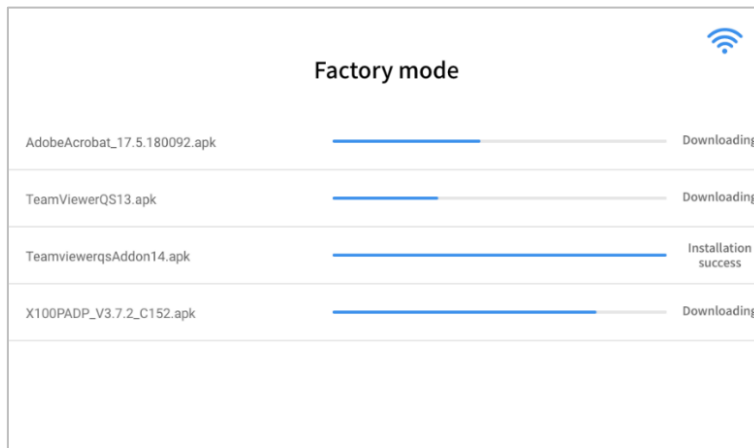 Factory mode
AdobeAcrobat_17.5.180092.apk
Downloading
TeamViewerQS13.apk
Downloading
TeamviewerqsAddon14.apk
Installation
success
X100PADP_V3.7.2_C152.apk
Downloading